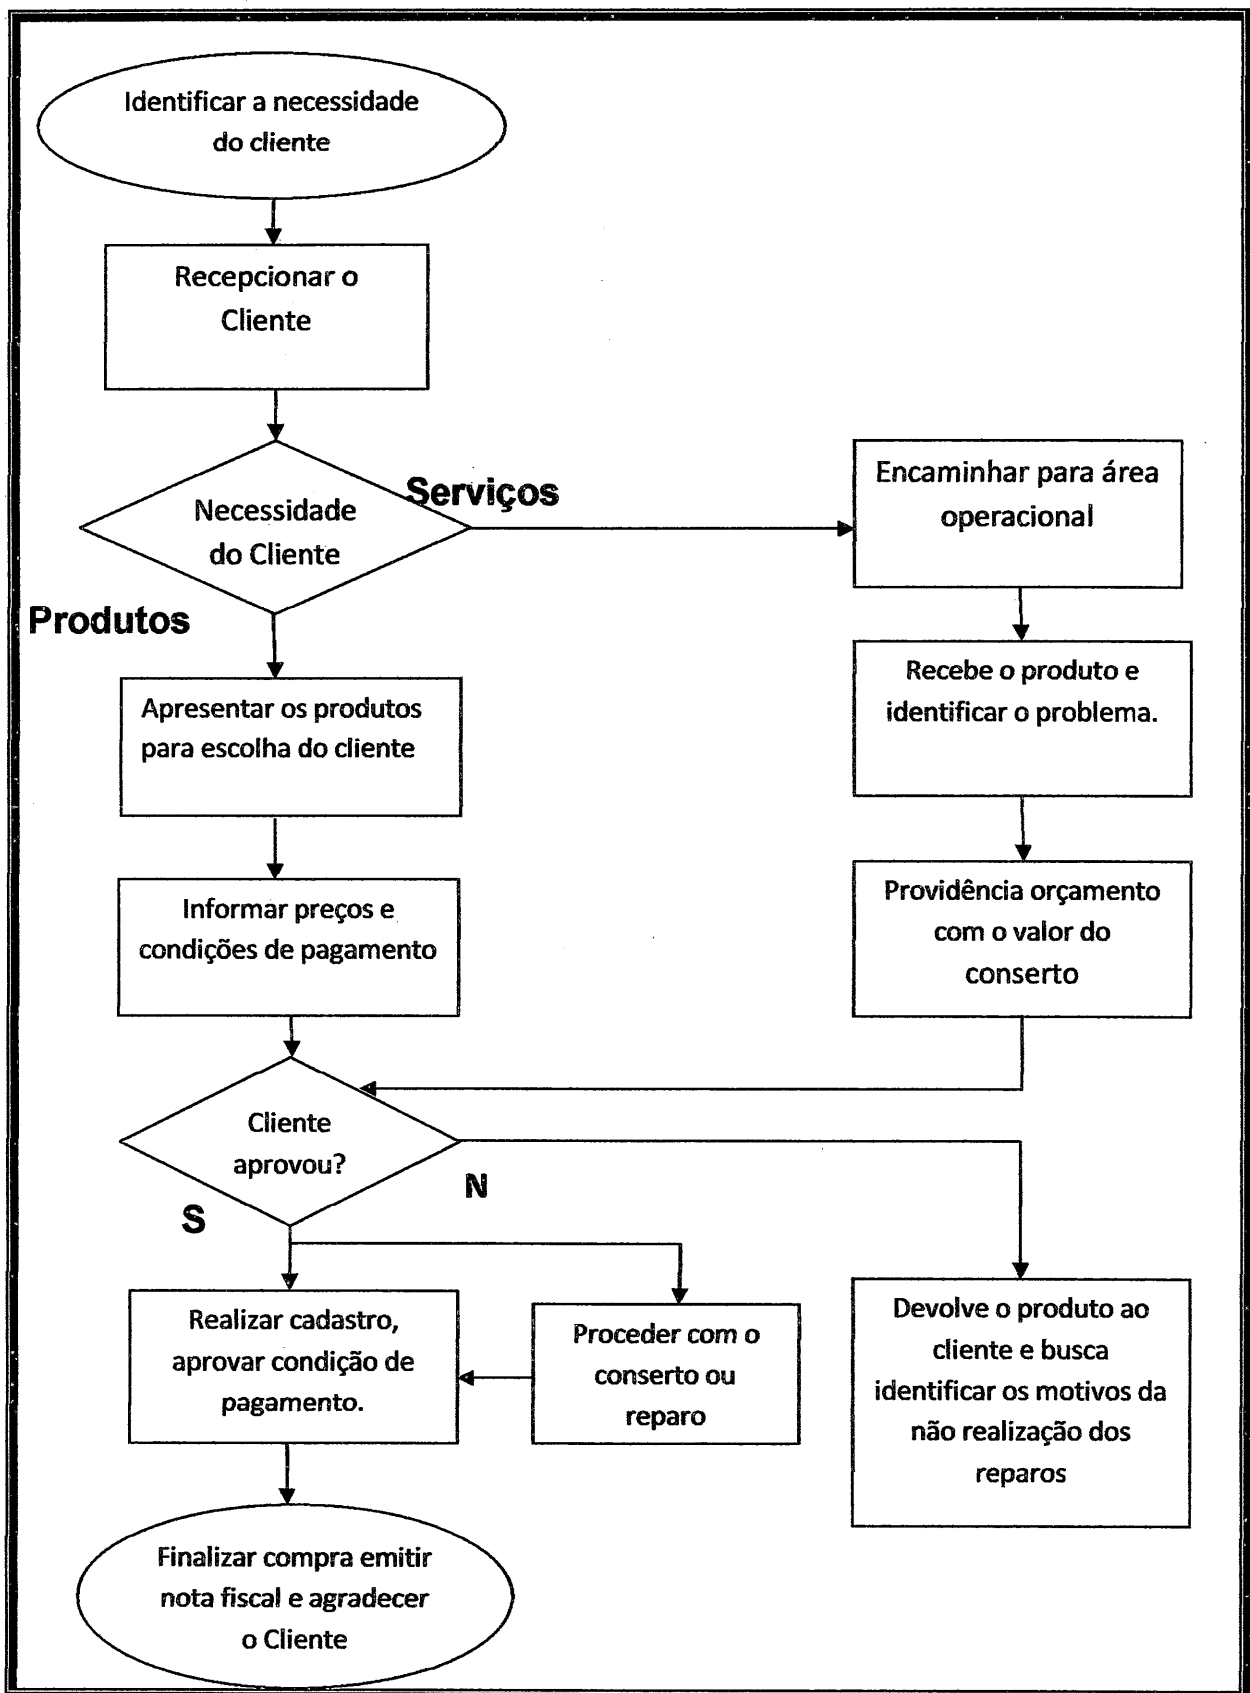 Identificar a necessidade
do cliente
Recepcionar o
Cliente
Necessidade
do Cliente
Serviços
Produtos
Encaminhar para área
operacional
Recebe o produto e
identificar o problema.
Providência orçamento
com o valor do
conserto
Apresentar os produtos
para escolha do cliente
Informar preços e
condições de pagamento
Cliente
aprovou?
N
S
Realizar cadastro,
aprovar condição de
pagamento.
Proceder com o
conserto ou
reparo
Devolve o produto ao
cliente e busca
identificar os motivos da
não realização dos
reparos
Finalizar compra emitir
nota fiscal e agradecer
o Cliente